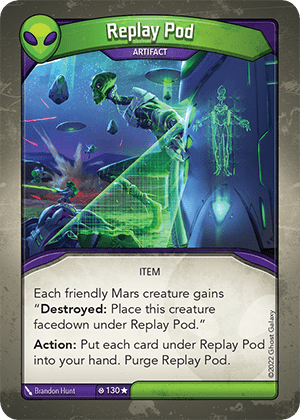 Replay Pod
ARTIFACT
ITEM
Each friendly Mars creature gains
“Destroyed: Place this creature
facedown under Replay Pod.”
Action: Put each card under Replay Pod
into your hand. Purge Replay Pod.
©2022 Ghost Galaxy
Brandon Hunt
130★